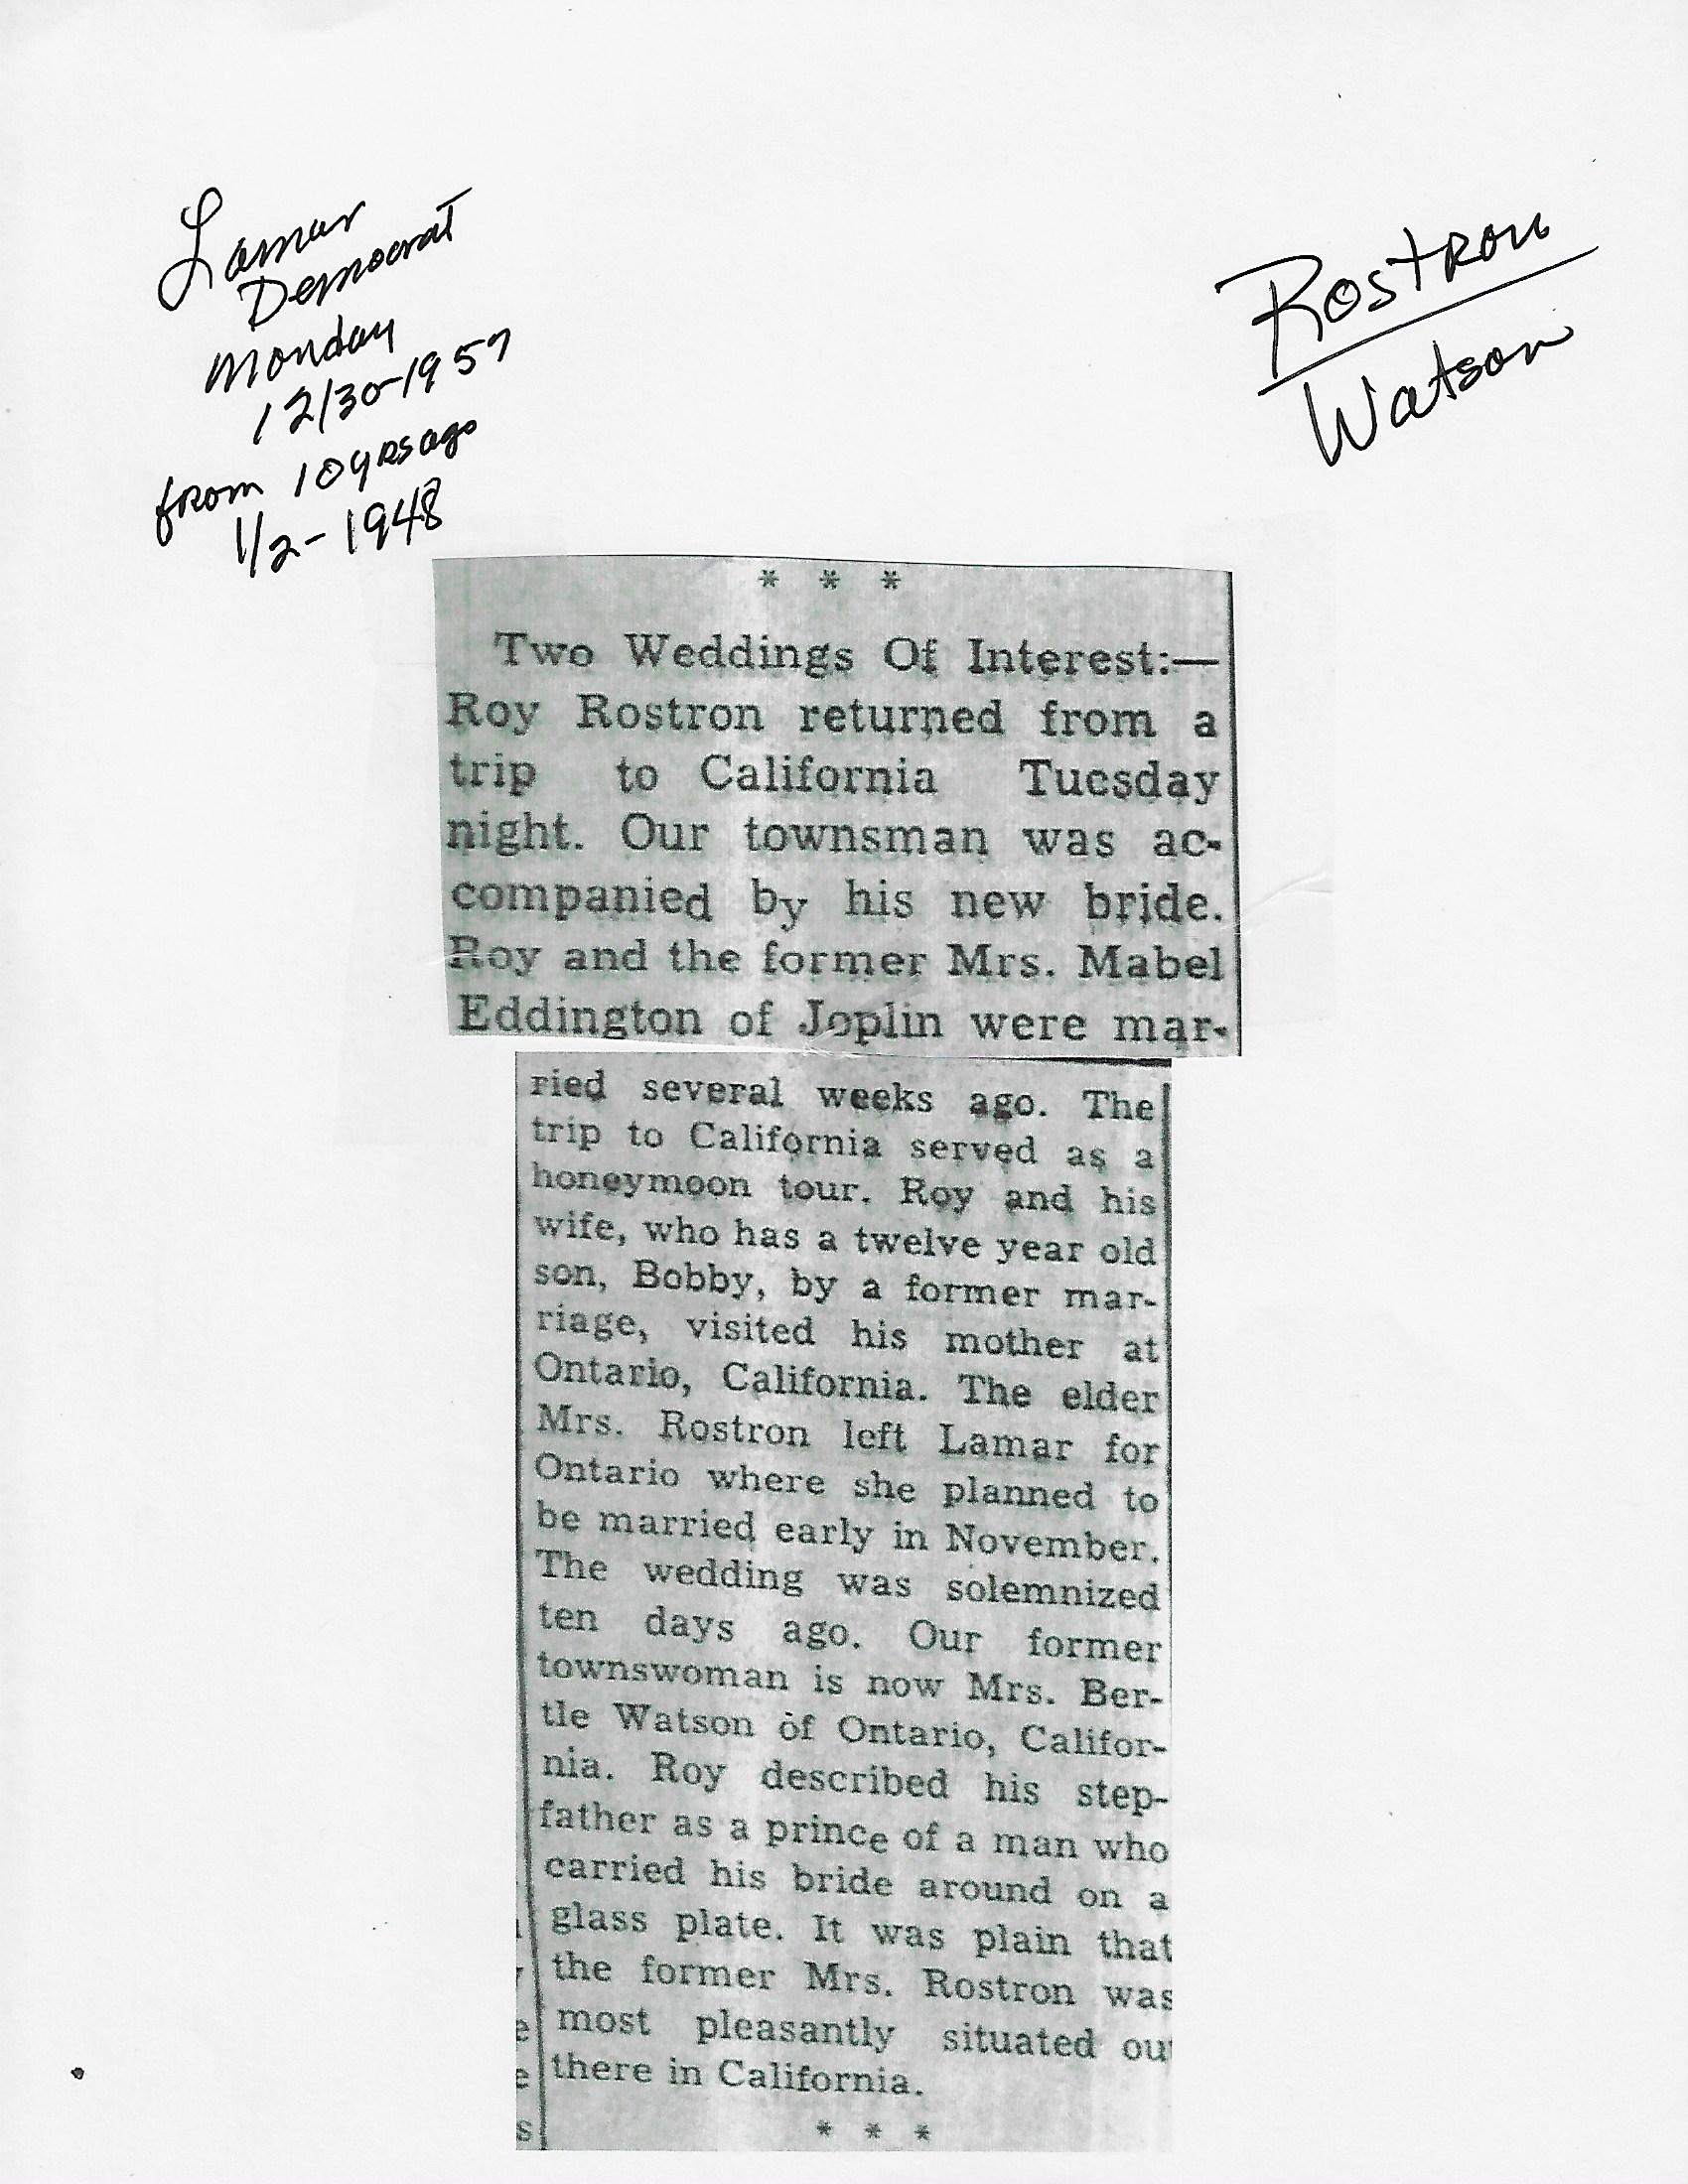 Lamar
Democrat
Monday
12/30-1957
from 10 yrs ago
1/2-1948
Rostron
Watson
* * *
Two Weddings Of Interest:—
Roy Rostron returned from a
trip to California Tuesday
night. Our townsman was ac-
companied by his new bride.
Roy and the former Mrs. Mabel
Eddington of Joplin were mar-
ried several weeks ago. The
trip to California served as a
honeymoon tour. Roy and his
wife, who has a twelve year old
son, Bobby, by a former mar-
riage, visited his mother at
Ontario, California. The elder
Mrs. Rostron left Lamar for
Ontario where she planned to
be married early in November.
The wedding was solemnized
ten days ago. Our former
townswoman is now Mrs. Ber-
tle Watson of Ontario, Califor-
nia. Roy described his step-
father as a prince of a man who
carried his bride around on a
glass plate. It was plain that
the former Mrs. Rostron was
most pleasantly situated ou
there in California.
* * *